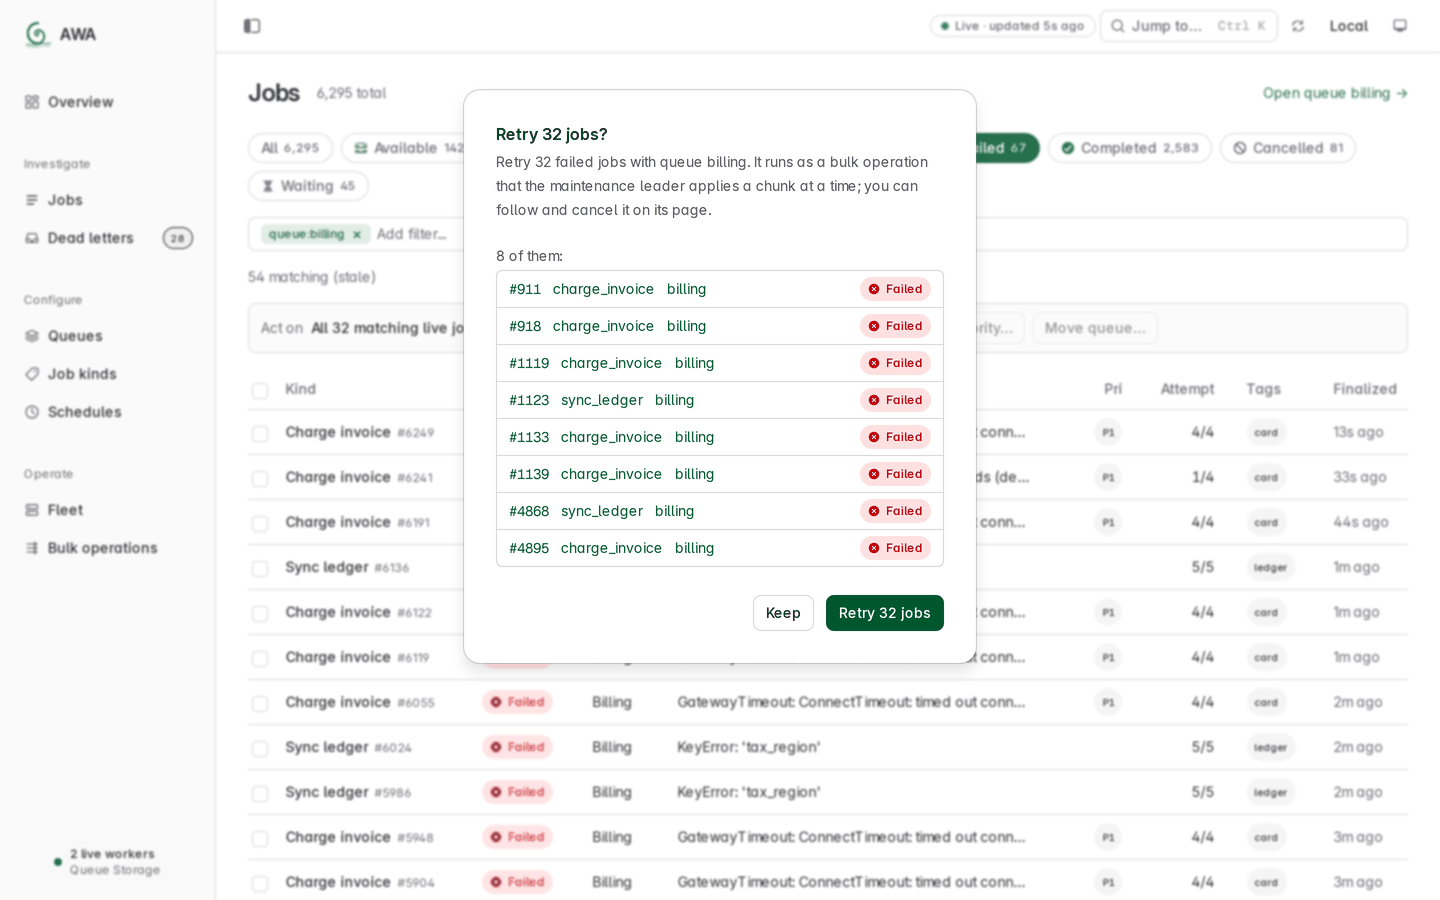 AWA
Live · updated 5s ago
Jump to...
Ctrl K
Local
Overview
Investigate
Jobs
Dead letters 28
Configure
Queues
Job kinds
Schedules
Operate
Fleet
Bulk operations
2 live workers
Queue Storage
Jobs 6,295 total
Open queue billing →
All 6,295
Available 142
Failed 67
Completed 2,583
Cancelled 81
Waiting 45
queue:billing ×
Add filter...
54 matching (stale)
Act on All 32 matching live
Move queue...
Kind Pri Attempt Tags Finalized
Charge invoice #6249 P1 4/4 card 13s ago
Charge invoice #6241 P1 1/4 card 33s ago
Charge invoice #6191 P1 4/4 card 44s ago
Sync ledger #6136 5/5 ledger 1m ago
Charge invoice #6122 P1 4/4 card 1m ago
Charge invoice #6119 P1 4/4 card 1m ago
Charge invoice #6055 Failed Billing GatewayTimeout: ConnectTimeout: timed out conn... P1 4/4 card 2m ago
Sync ledger #6024 Failed Billing KeyError: 'tax_region' 5/5 ledger 2m ago
Sync ledger #5986 Failed Billing KeyError: 'tax_region' 5/5 ledger 2m ago
Charge invoice #5948 Failed Billing GatewayTimeout: ConnectTimeout: timed out conn... P1 4/4 card 3m ago
Charge invoice #5904 Failed Billing GatewayTimeout: ConnectTimeout: timed out conn... P1 4/4 card 3m ago
Retry 32 jobs?
Retry 32 failed jobs with queue billing. It runs as a bulk operation
that the maintenance leader applies a chunk at a time; you can
follow and cancel it on its page.
8 of them:
#911 charge_invoice billing Failed
#918 charge_invoice billing Failed
#1119 charge_invoice billing Failed
#1123 sync_ledger billing Failed
#1133 charge_invoice billing Failed
#1139 charge_invoice billing Failed
#4868 sync_ledger billing Failed
#4895 charge_invoice billing Failed
Keep
Retry 32 jobs